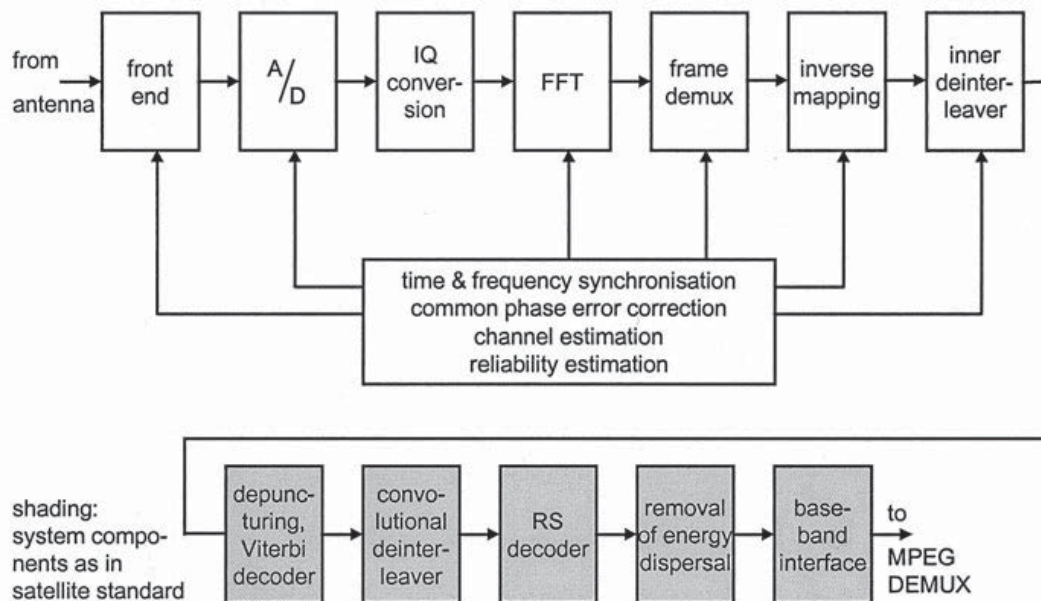 from
antenna
front
end
A/D
IQ
conver-
sion
FFT
frame
demux
inverse
mapping
inner
deinter-
leaver
time & frequency synchronisation
common phase error correction
channel estimation
reliability estimation
shading:
system compo-
nents as in
satellite standard
depunc-
turing,
Viterbi
decoder
convo-
lutional
deinter-
leaver
RS
decoder
removal
of energy
dispersal
base-
band
interface
to
MPEG
DEMUX